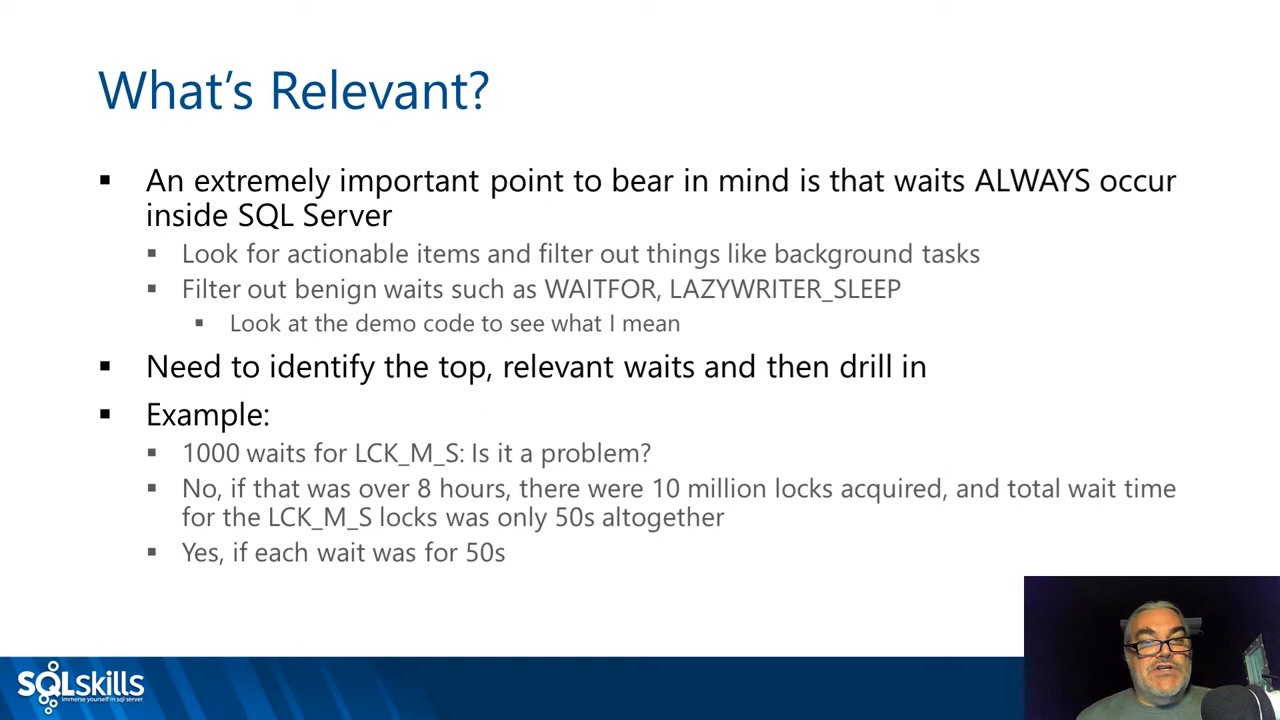 What's Relevant?
▪ An extremely important point to bear in mind is that waits ALWAYS occur
inside SQL Server
▪ Look for actionable items and filter out things like background tasks
▪ Filter out benign waits such as WAITFOR, LAZYWRITER_SLEEP
▪ Look at the demo code to see what I mean
▪ Need to identify the top, relevant waits and then drill in
▪ Example:
▪ 1000 waits for LCK_M_S: Is it a problem?
▪ No, if that was over 8 hours, there were 10 million locks acquired, and total wait time
for the LCK_M_S locks was only 50s altogether
▪ Yes, if each wait was for 50s
SQLskills
immerse yourself in sql server